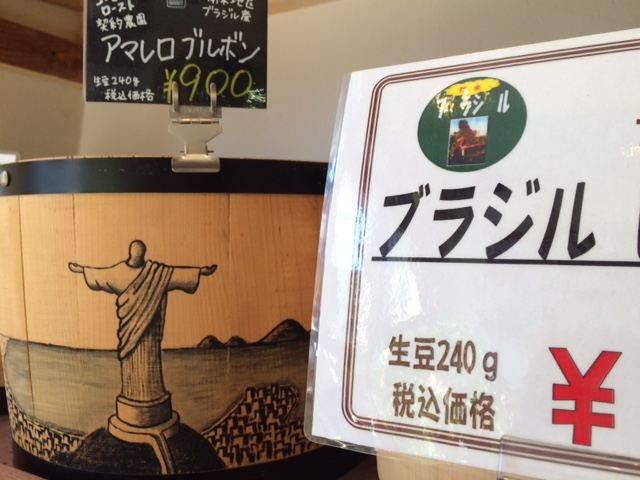 ロースト
契約農園
ブラジル産
アマレロブルボン
生豆240g
税込価格
¥900
ブラジル
ブラジル
生豆240g
税込価格
¥